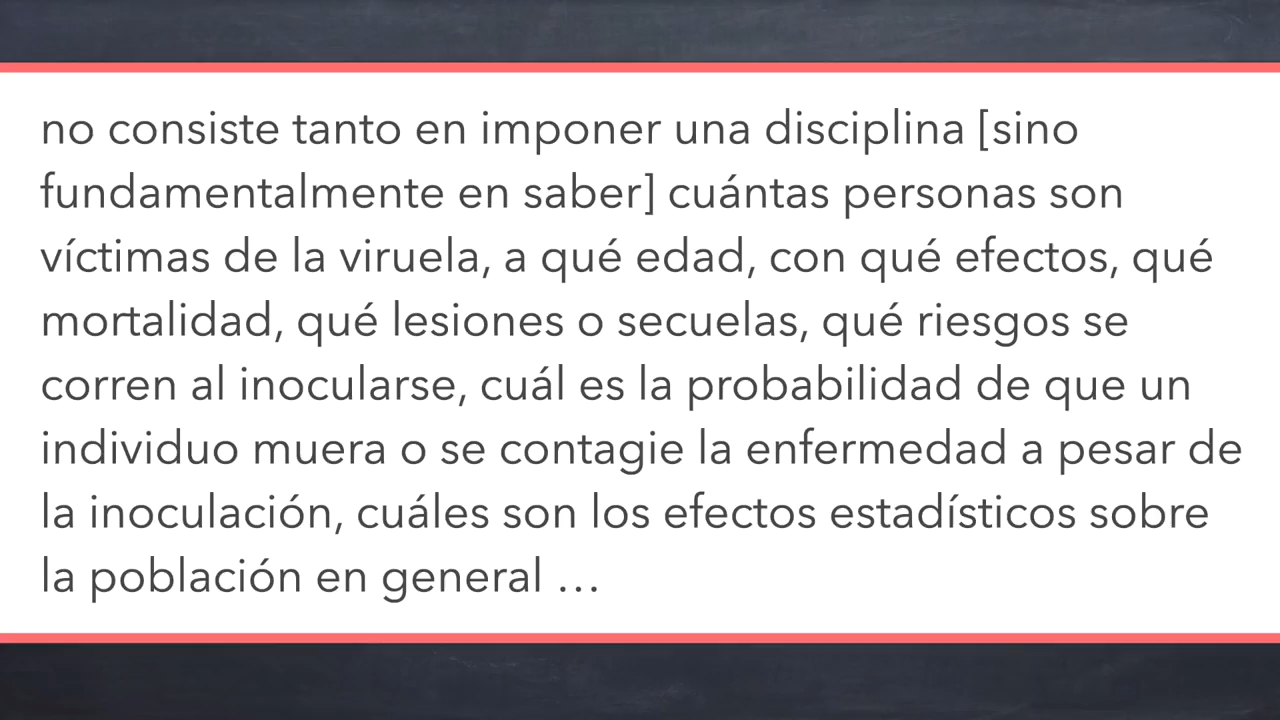 no consiste tanto en imponer una disciplina [sino
fundamentalmente en saber] cuántas personas son
víctimas de la viruela, a qué edad, con qué efectos, qué
mortalidad, qué lesiones o secuelas, qué riesgos se
corren al inocularse, cuál es la probabilidad de que un
individuo muera o se contagie la enfermedad a pesar de
la inoculación, cuáles son los efectos estadísticos sobre
la población en general …